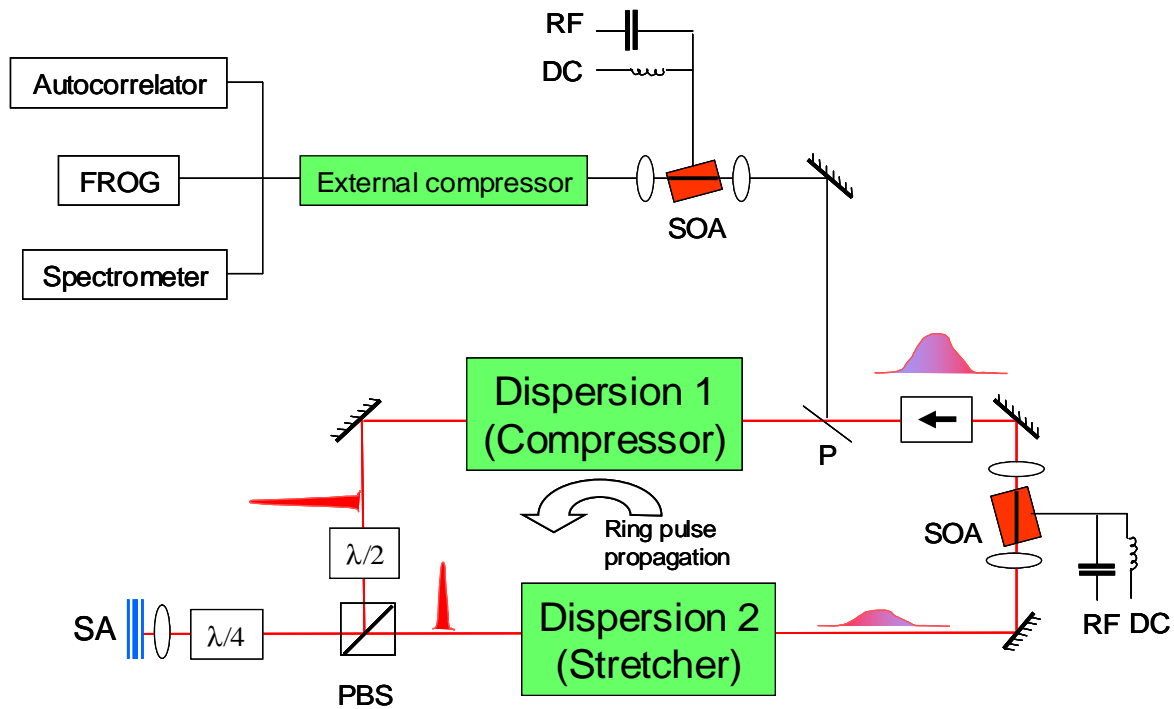 RF
DC
Autocorrelator
FROG
External compressor
SOA
Spectrometer
Dispersion 1
(Compressor)
P
Ring pulse
propagation
SOA
λ/2
RF DC
SA
λ/4
PBS
Dispersion 2
(Stretcher)